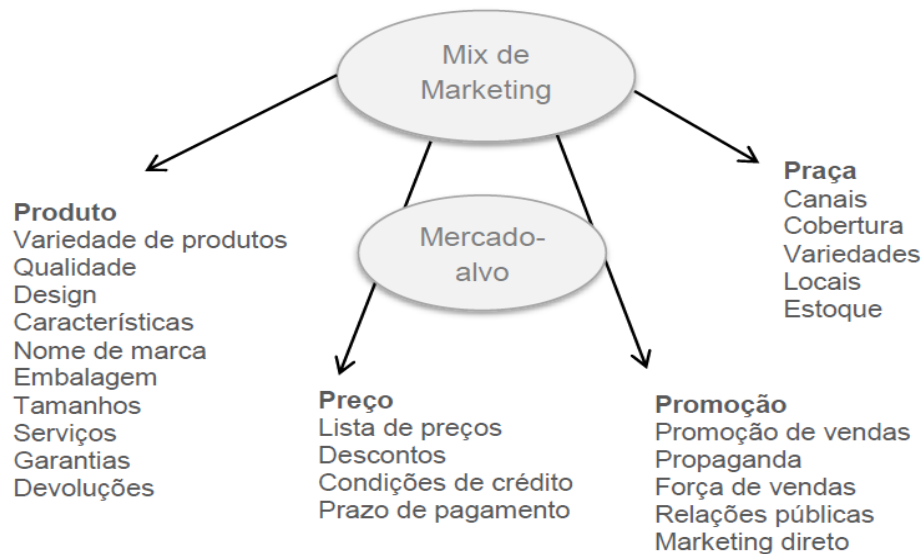 Mix de
Marketing
Mercado-
alvo
Produto
Variedade de produtos
Qualidade
Design
Características
Nome de marca
Embalagem
Tamanhos
Serviços
Garantias
Devoluções
Preço
Lista de preços
Descontos
Condições de crédito
Prazo de pagamento
Promoção
Promoção de vendas
Propaganda
Força de vendas
Relações públicas
Marketing direto
Praça
Canais
Cobertura
Variedades
Locais
Estoque